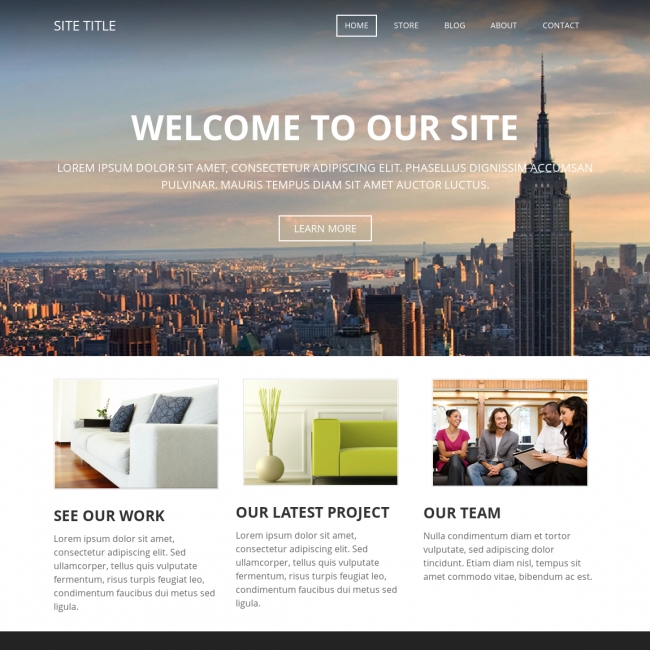 SITE TITLE
HOME
STORE
BLOG
ABOUT
CONTACT
WELCOME TO OUR SITE
LOREM IPSUM DOLOR SIT AMET, CONSECTETUR ADIPISCING ELIT. PHASELLUS DIGNISSIM ACCUMSAN
PULVINAR. MAURIS TEMPUS DIAM SIT AMET AUCTOR LUCTUS.
LEARN MORE
SEE OUR WORK
Lorem ipsum dolor sit amet,
consectetur adipiscing elit. Sed
ullamcorper, tellus quis vulputate
fermentum, risus turpis feugiat leo,
condimentum faucibus dui metus sed
ligula.
OUR LATEST PROJECT
Lorem ipsum dolor sit amet,
consectetur adipiscing elit. Sed
ullamcorper, tellus quis vulputate
fermentum, risus turpis feugiat leo,
condimentum faucibus dui metus sed
ligula.
OUR TEAM
Nulla condimentum diam et tortor
vulputate, sed adipiscing dolor
tincidunt. Etiam diam nisl, tempus sit
amet commodo vitae, bibendum ac est.